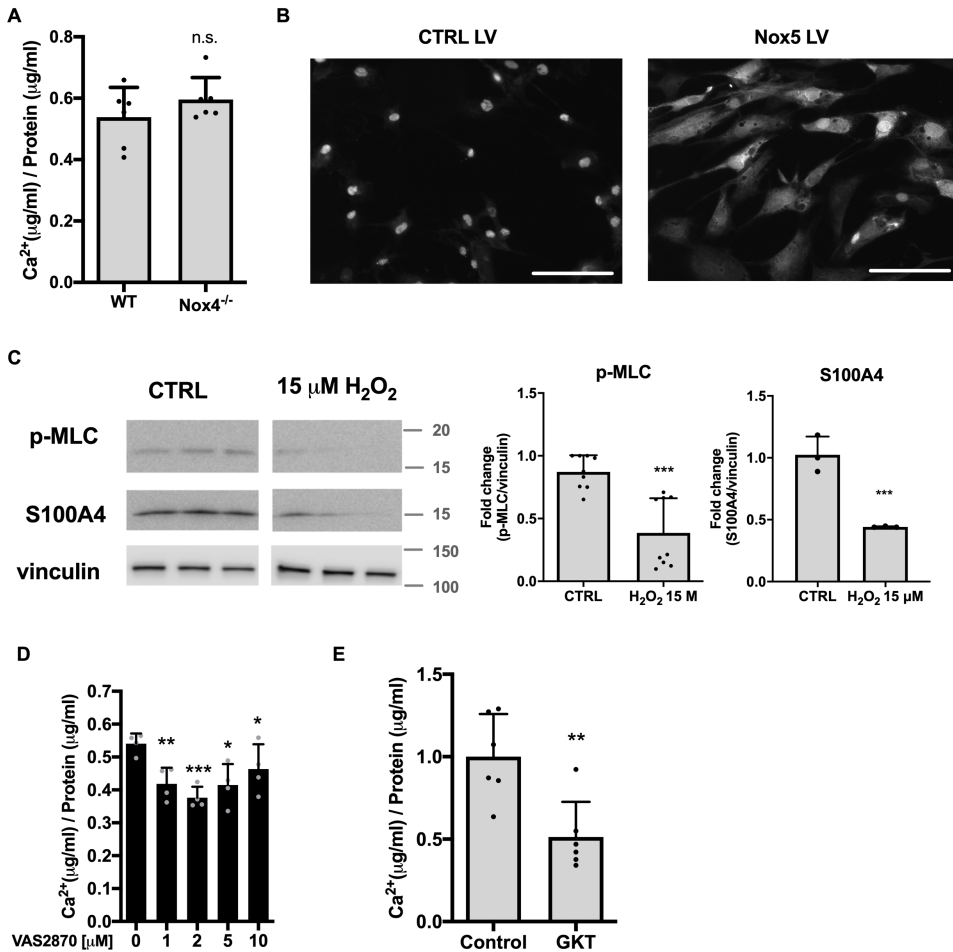 A
Ca²⁺(μg/ml) / Protein (μg/ml)
0.8
0.6
0.4
0.2
0.0
n.s.
WT
Nox4⁻/⁻
B
CTRL LV
Nox5 LV
C
CTRL
15 μM H₂O₂
p-MLC
20
15
S100A4
15
vinculin
150
100
p-MLC
Fold change
(p-MLC/vinculin)
1.5
1.0
0.5
0.0
***
CTRL
H₂O₂ 15 M
S100A4
Fold change
(S100A4/vinculin)
1.5
1.0
0.5
0.0
***
CTRL
H₂O₂ 15 μM
D
Ca²⁺(μg/ml) / Protein (μg/ml)
0.7
0.6
0.5
0.4
0.3
0.2
0.1
0.0
**
***
*
*
VAS2870 [μM] 0 1 2 5 10
E
Ca²⁺(μg/ml) / Protein (μg/ml)
1.5
1.0
0.5
0.0
**
Control
GKT